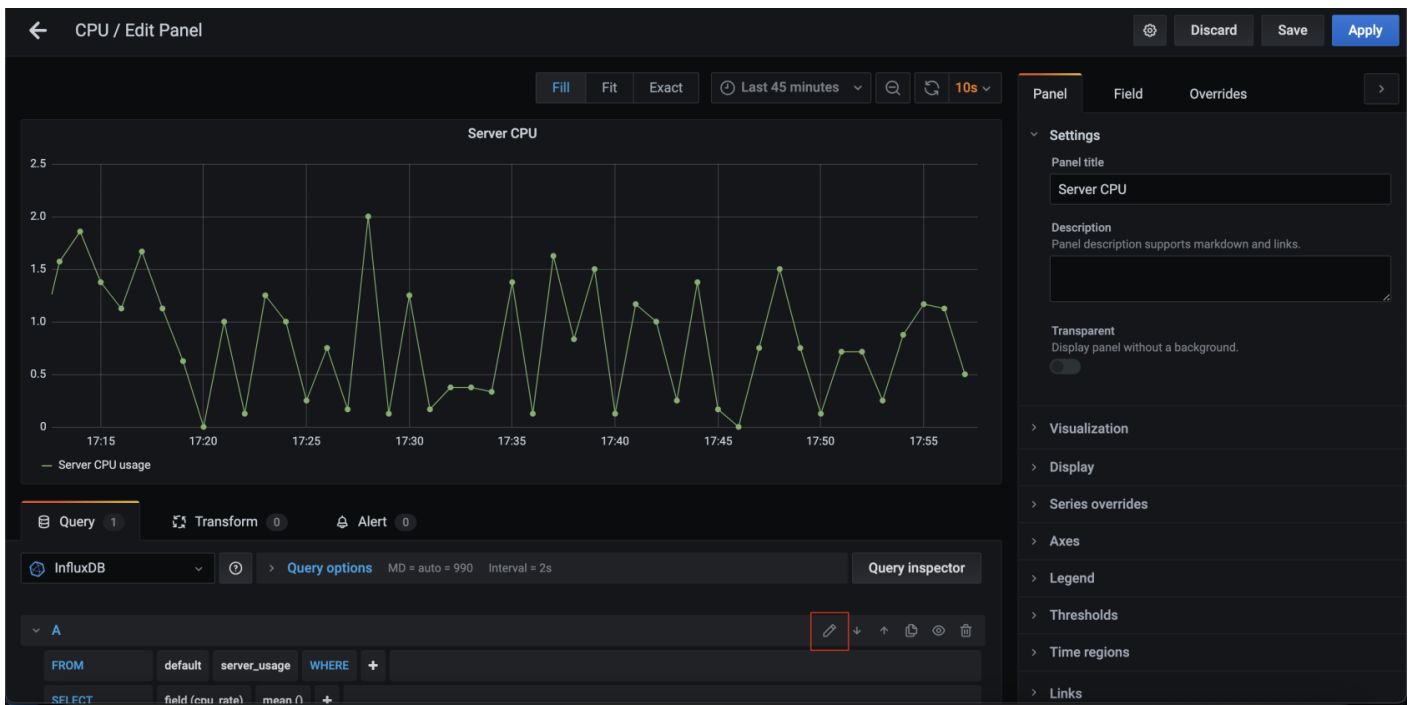 CPU / Edit Panel
Discard Save Apply
Fill Fit Exact Last 45 minutes 10s
Panel Field Overrides
Server CPU
2.5
2.0
1.5
1.0
0.5
0
17:15 17:20 17:25 17:30 17:35 17:40 17:45 17:50 17:55
Server CPU usage
Settings
Panel title
Server CPU
Description
Panel description supports markdown and links.
Transparent
Display panel without a background.
Visualization
Display
Series overrides
Axes
Legend
Thresholds
Time regions
Links
Query 1 Transform 0 Alert 0
InfluxDB Query options MD = auto = 990 Interval = 2s Query inspector
A
FROM default server_usage WHERE +
SELECT field (cpu_rate) mean () +